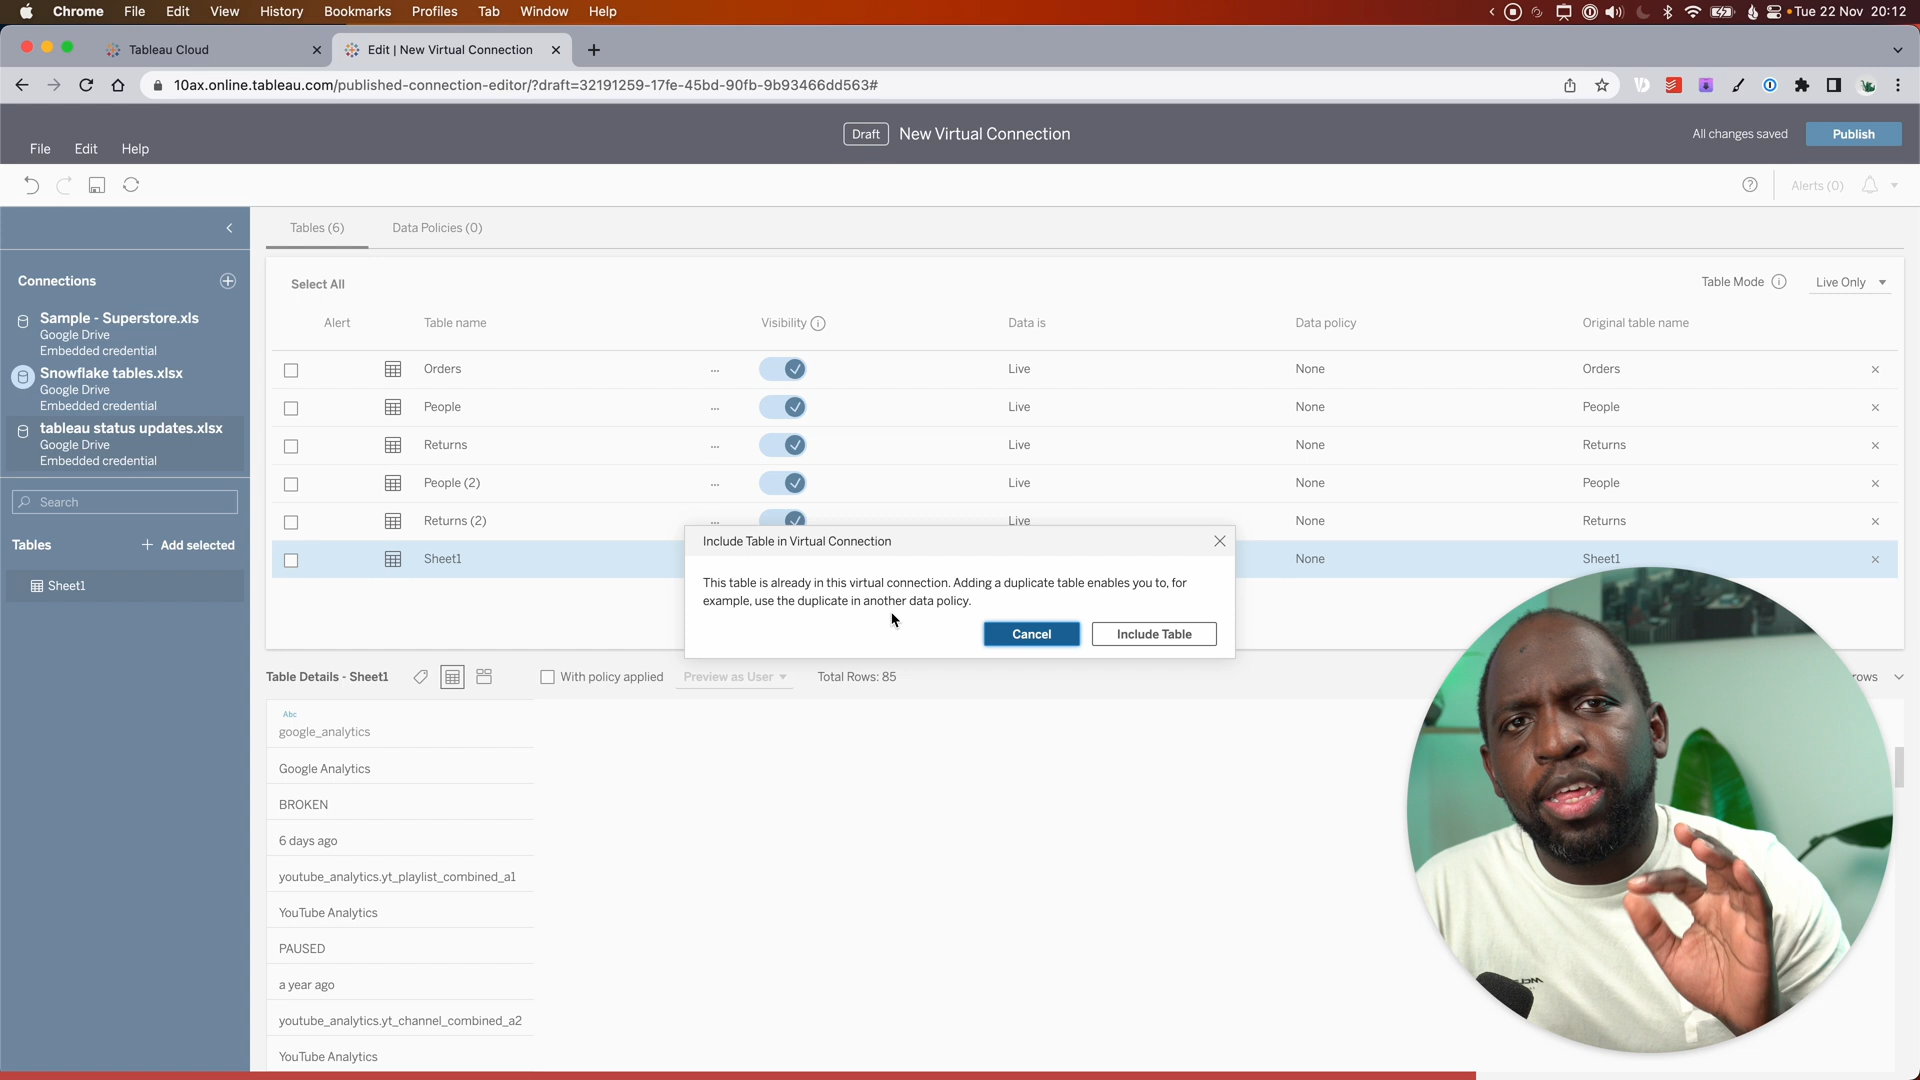 Chrome File Edit View History Bookmarks Profiles Tab Window Help
Tue 22 Nov 20:12
Tableau Cloud
Edit | New Virtual Connection
10ax.online.tableau.com/published-connection-editor/?draft=32191259-17fe-45bd-90fb-9b93466dd563#
Draft New Virtual Connection
All changes saved Publish
File Edit Help
Alerts (0)
Tables (6) Data Policies (0)
Connections
Sample - Superstore.xls
Google Drive
Embedded credential
Snowflake tables.xlsx
Google Drive
Embedded credential
tableau status updates.xlsx
Google Drive
Embedded credential
Search
Tables + Add selected
Sheet1
Select All
Table Mode Live Only
Alert Table name Visibility Data is Data policy Original table name
Orders ... Live None Orders
People ... Live None People
Returns ... Live None Returns
People (2) ... Live None People
Returns (2) ... Live None Returns
Sheet1 None Sheet1
Include Table in Virtual Connection
This table is already in this virtual connection. Adding a duplicate table enables you to, for
example, use the duplicate in another data policy.
Cancel Include Table
Table Details - Sheet1
With policy applied Preview as User Total Rows: 85
rows
Abc
google_analytics
Google Analytics
BROKEN
6 days ago
youtube_analytics.yt_playlist_combined_a1
YouTube Analytics
PAUSED
a year ago
youtube_analytics.yt_channel_combined_a2
YouTube Analytics